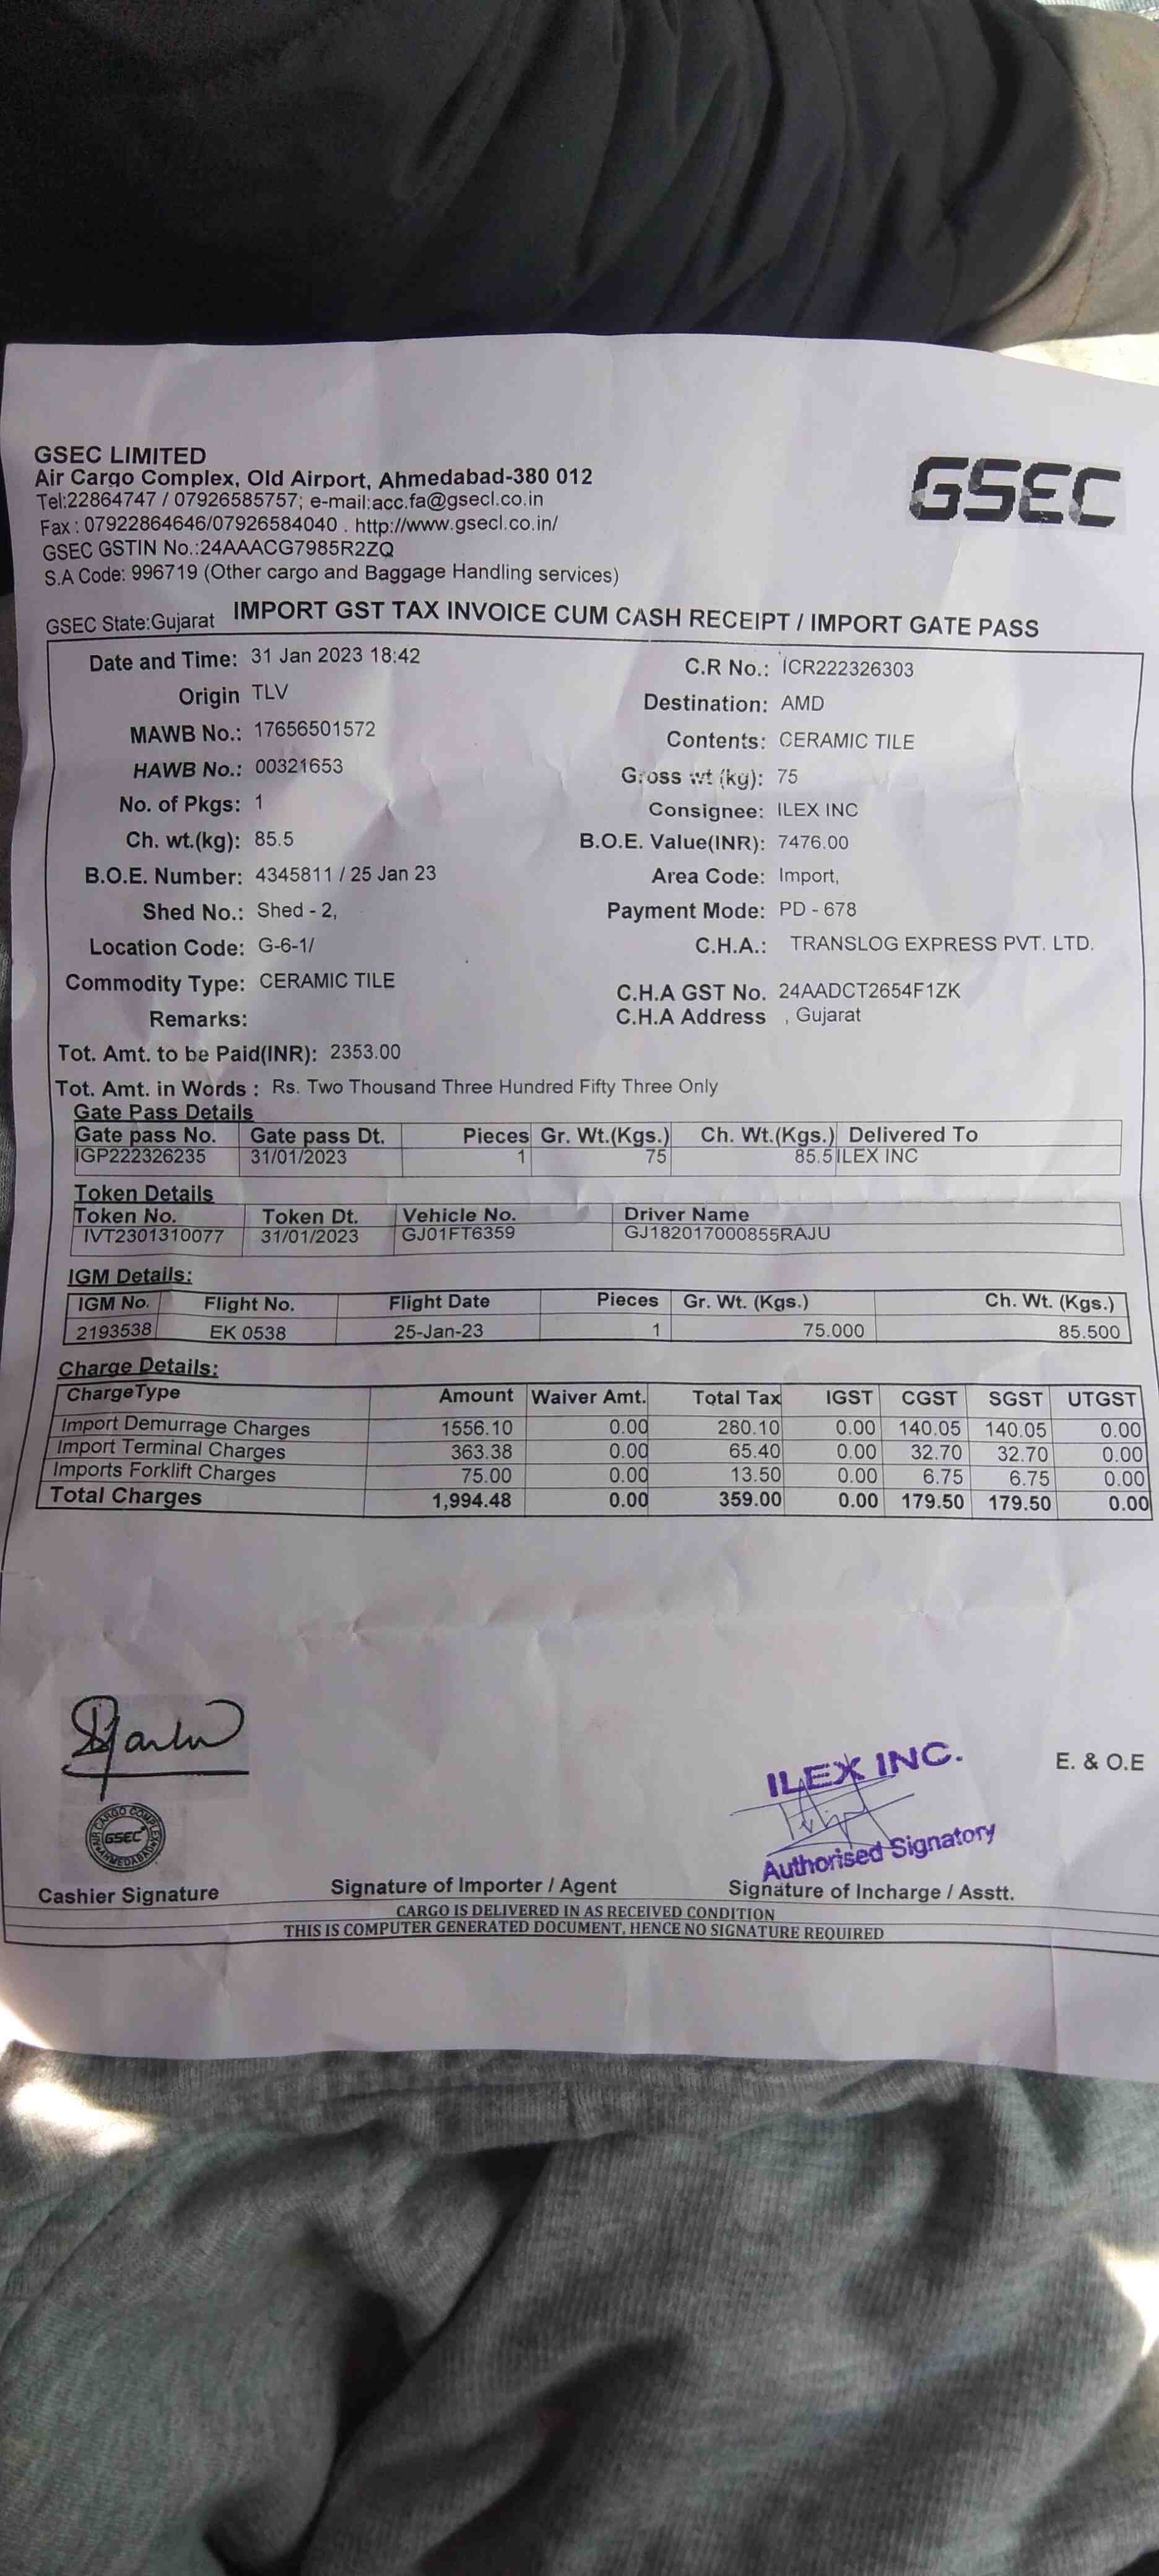 GSEC LIMITED
Air Cargo Complex, Old Airport, Ahmedabad-380 012
Tel:22864747 / 07926585757; e-mail:acc.fa@gsecl.co.in
Fax : 07922864646/07926584040 . http://www.gsecl.co.in/
GSEC GSTIN No.:24AAACG7985R2ZQ
S.A Code: 996719 (Other cargo and Baggage Handling services)
GSEC
GSEC State:Gujarat IMPORT GST TAX INVOICE CUM CASH RECEIPT / IMPORT GATE PASS
Date and Time: 31 Jan 2023 18:42 C.R No.: ICR222326303
Origin TLV Destination: AMD
MAWB No.: 17656501572 Contents: CERAMIC TILE
HAWB No.: 00321653 Gross wt (kg): 75
No. of Pkgs: 1 Consignee: ILEX INC
Ch. wt.(kg): 85.5 B.O.E. Value(INR): 7476.00
B.O.E. Number: 4345811 / 25 Jan 23 Area Code: Import,
Shed No.: Shed - 2, Payment Mode: PD - 678
Location Code: G-6-1/ C.H.A.: TRANSLOG EXPRESS PVT. LTD.
Commodity Type: CERAMIC TILE C.H.A GST No. 24AADCT2654F1ZK
Remarks: C.H.A Address , Gujarat
Tot. Amt. to be Paid(INR): 2353.00
Tot. Amt. in Words : Rs. Two Thousand Three Hundred Fifty Three Only
Gate Pass Details
Gate pass No. Gate pass Dt. Pieces Gr. Wt.(Kgs.) Ch. Wt.(Kgs.) Delivered To
IGP222326235 31/01/2023 1 75 85.5 ILEX INC
Token Details
Token No. Token Dt. Vehicle No. Driver Name
IVT2301310077 31/01/2023 GJ01FT6359 GJ182017000855RAJU
IGM Details:
IGM No. Flight No. Flight Date Pieces Gr. Wt. (Kgs.) Ch. Wt. (Kgs.)
2193538 EK 0538 25-Jan-23 1 75.000 85.500
Charge Details:
ChargeType Amount Waiver Amt. Total Tax IGST CGST SGST UTGST
Import Demurrage Charges 1556.10 0.00 280.10 0.00 140.05 140.05 0.00
Import Terminal Charges 363.38 0.00 65.40 0.00 32.70 32.70 0.00
Imports Forklift Charges 75.00 0.00 13.50 0.00 6.75 6.75 0.00
Total Charges 1,994.48 0.00 359.00 0.00 179.50 179.50 0.00
ILEX INC.
E. & O.E
Authorised Signatory
AIR CARGO COMPLEX
GSEC
AHMEDABAD
Cashier Signature Signature of Importer / Agent Signature of Incharge / Asstt.
CARGO IS DELIVERED IN AS RECEIVED CONDITION
THIS IS COMPUTER GENERATED DOCUMENT, HENCE NO SIGNATURE REQUIRED